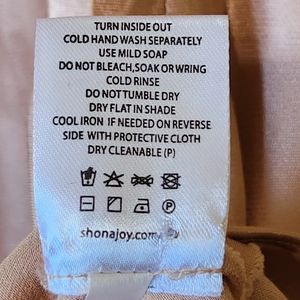 TURN INSIDE OUT
COLD HAND WASH SEPARATELY
USE MILD SOAP
DO NOT BLEACH,SOAK OR WRING
COLD RINSE
DO NOT TUMBLE DRY
DRY FLAT IN SHADE
COOL IRON IF NEEDED ON REVERSE
SIDE WITH PROTECTIVE CLOTH
DRY CLEANABLE (P)
P
shonajoy.com